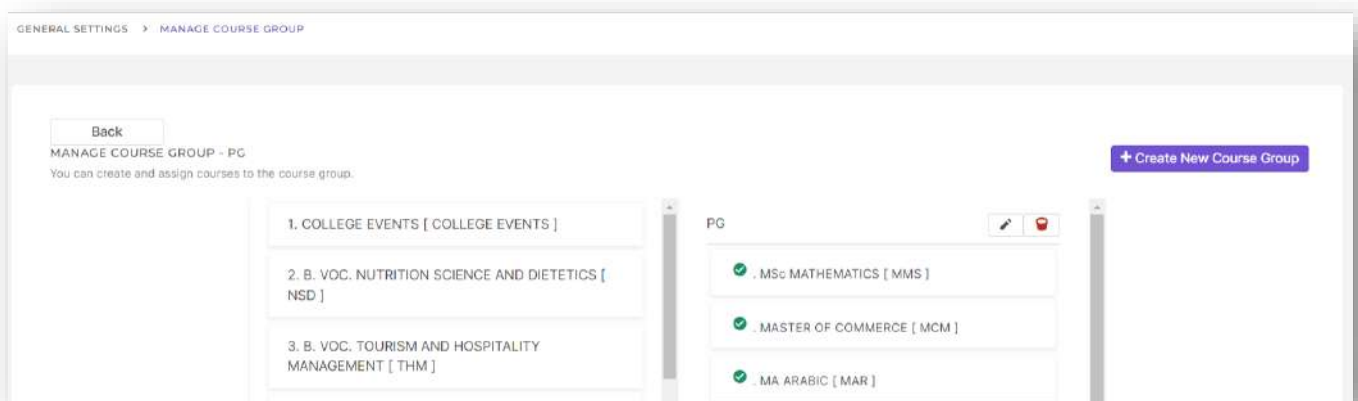 GENERAL SETTINGS > MANAGE COURSE GROUP
Back
MANAGE COURSE GROUP - PG
You can create and assign courses to the course group.
+ Create New Course Group
1. COLLEGE EVENTS [ COLLEGE EVENTS ]
2. B. VOC. NUTRITION SCIENCE AND DIETETICS [
NSD ]
3. B. VOC. TOURISM AND HOSPITALITY
MANAGEMENT [ THM ]
PG
. MSc MATHEMATICS [ MMS ]
. MASTER OF COMMERCE [ MCM ]
. MA ARABIC [ MAR ]